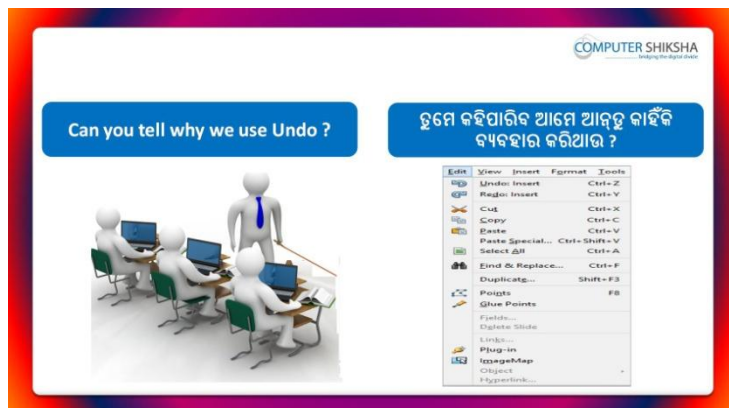 COMPUTER SHIKSHA
bridging the digital divide
Can you tell why we use Undo ?
ତୁମେ କହିପାରିବ ଆମେ ଆନ୍‌ଡୁ କାହିଁକି
ବ୍ୟବହାର କରିଥାଉ ?
Edit View Insert Format Tools
Undo: Insert Ctrl+Z
Redo: Insert Ctrl+Y
Cut Ctrl+X
Copy Ctrl+C
Paste Ctrl+V
Paste Special... Ctrl+Shift+V
Select All Ctrl+A
Find & Replace... Ctrl+F
Duplicate... Shift+F3
Points F8
Glue Points
Fields...
Delete Slide
Links...
Plug-in
ImageMap
Object
Hyperlink...